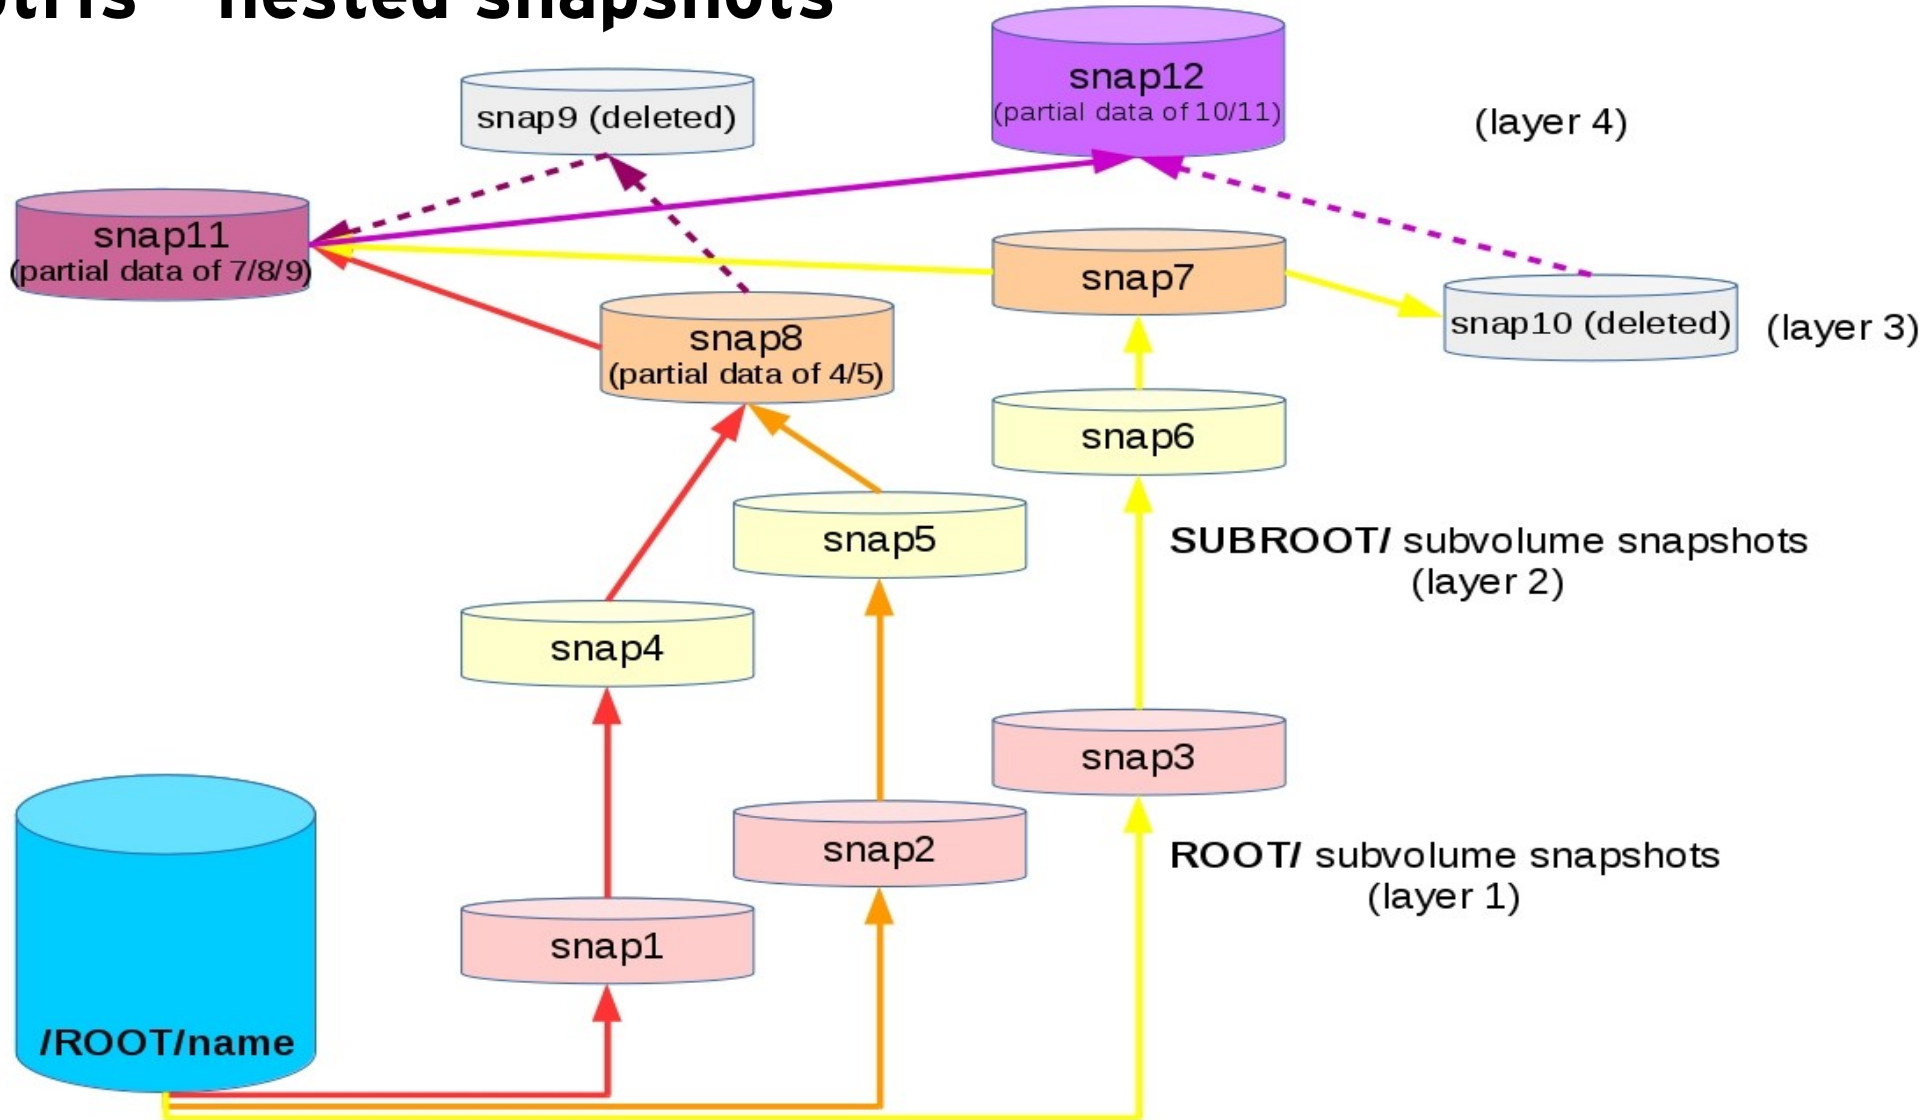 nested snapshots
snap12
(partial data of 10/11)
snap9 (deleted)
(layer 4)
snap11
(partial data of 7/8/9)
snap7
snap10 (deleted)
(layer 3)
snap8
(partial data of 4/5)
snap6
snap5
SUBROOT/ subvolume snapshots
(layer 2)
snap4
snap3
snap2
ROOT/ subvolume snapshots
(layer 1)
snap1
/ROOT/name